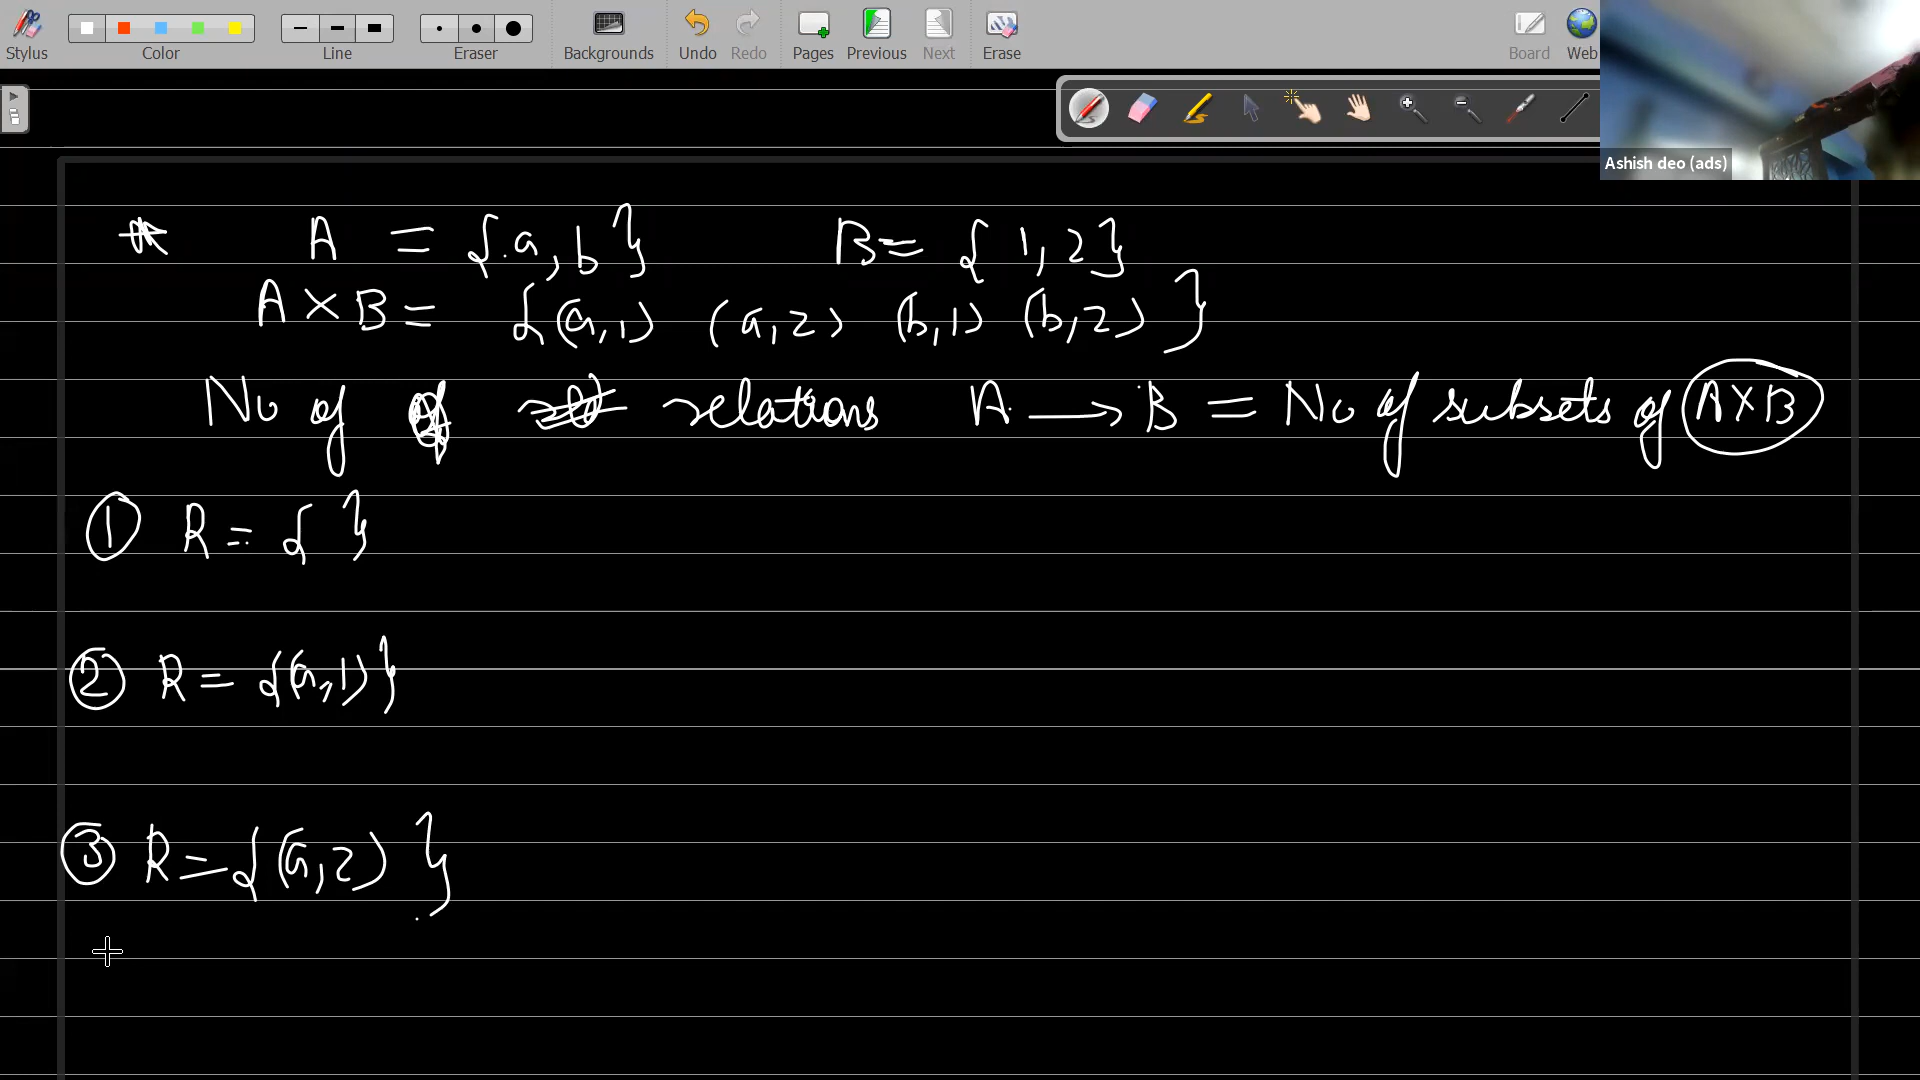 Stylus Color Line Eraser Backgrounds Undo Redo Pages Previous Next Erase Board Web
Ashish deo (ads)
A = {a, b} B = {1, 2}
A × B = {(a, 1) (a, 2) (b, 1) (b, 2)}
No of relations A → B = No of subsets of A×B
① R = { }
② R = {(a, 1)}
③ R = {(a, 2) }